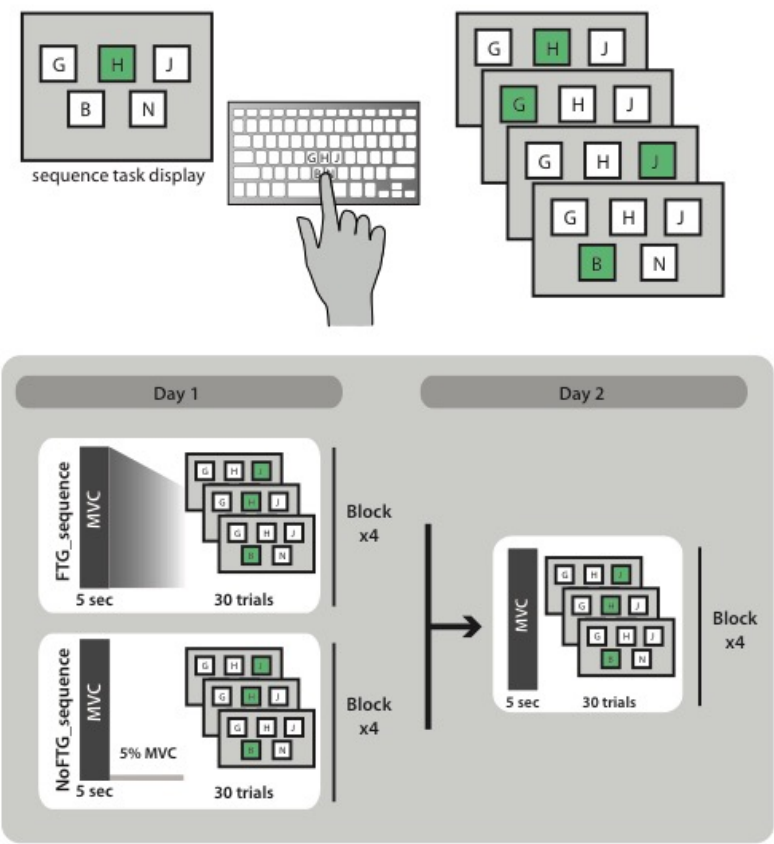 G H J
B N
sequence task display
G H J
B
G H J
G H J
G H J
B N
Day 1
Day 2
FTG_sequence
MVC
G H J
G H J
G H J
B N
5 sec
30 trials
Block
x4
NoFTG_sequence
MVC
5% MVC
G H J
G H J
G H J
B N
5 sec
30 trials
Block
x4
MVC
G H J
G H J
G H J
B N
5 sec
30 trials
Block
x4